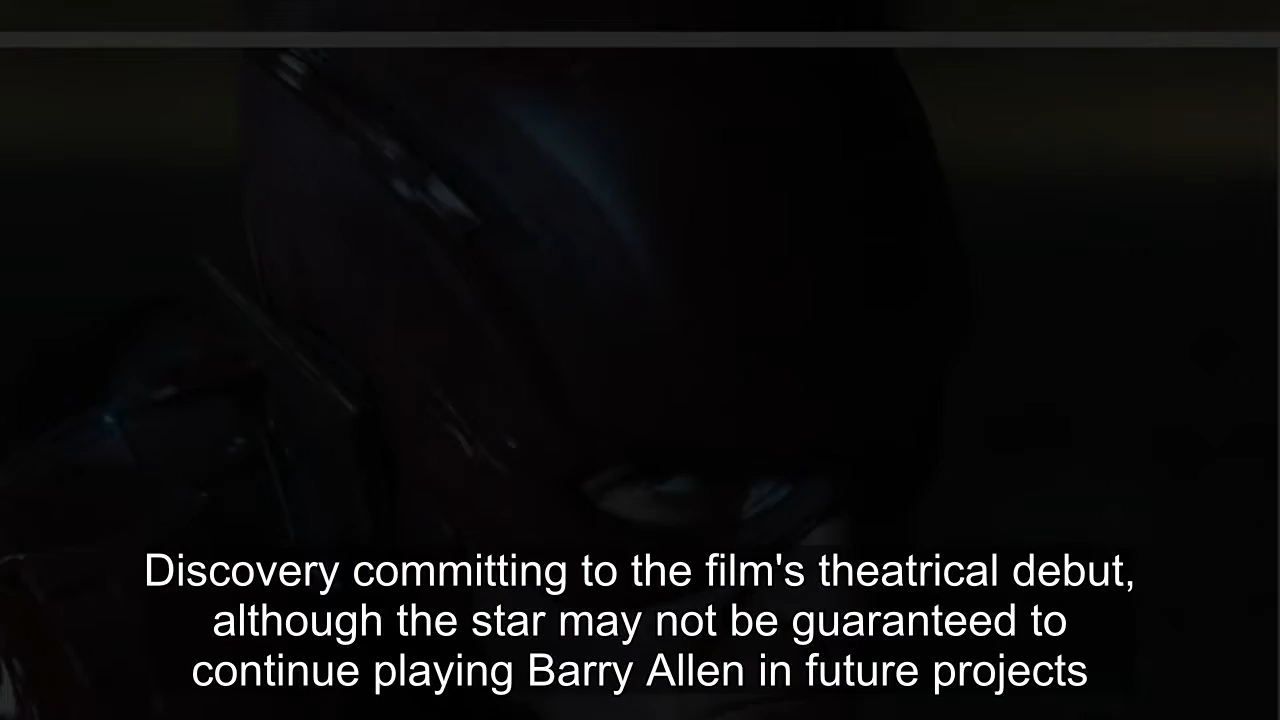 Discovery committing to the film's theatrical debut,
although the star may not be guaranteed to
continue playing Barry Allen in future projects